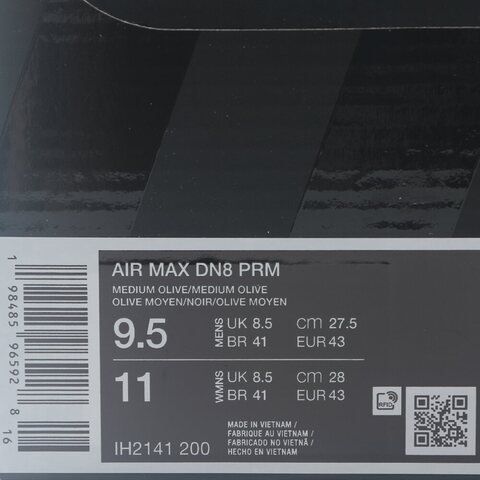 AIR MAX DN8 PRM
MEDIUM OLIVE/MEDIUM OLIVE
OLIVE MOYEN/NOIR/OLIVE MOYEN
9.5 MENS UK 8.5 cm 27.5
BR 41 EUR 43
11 WMNS UK 8.5 cm 28
BR 41 EUR 43
RFID
MADE IN VIETNAM /
FABRIQUE AU VIETNAM /
FABRICADO NO VIETNÃ /
HECHO EN VIETNAM
IH2141 200
1 98485 96592 8 16